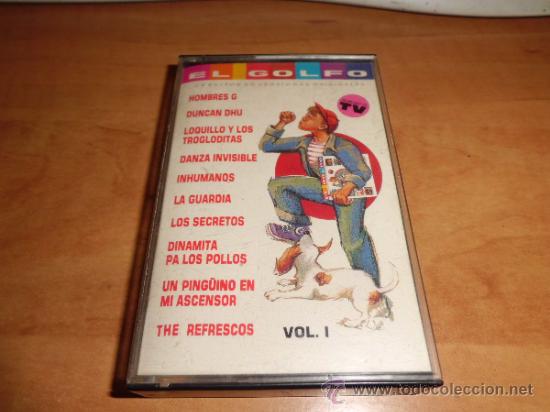 EL GOLFO
HOMBRES G
DUNCAN DHU
LOQUILLO Y LOS
TROGLODITAS
DANZA INVISIBLE
INHUMANOS
LA GUARDIA
LOS SECRETOS
DINAMITA
PA LOS POLLOS
UN PINGÜINO EN
MI ASCENSOR
THE REFRESCOS
VOL. I
TV
todocoleccion.net